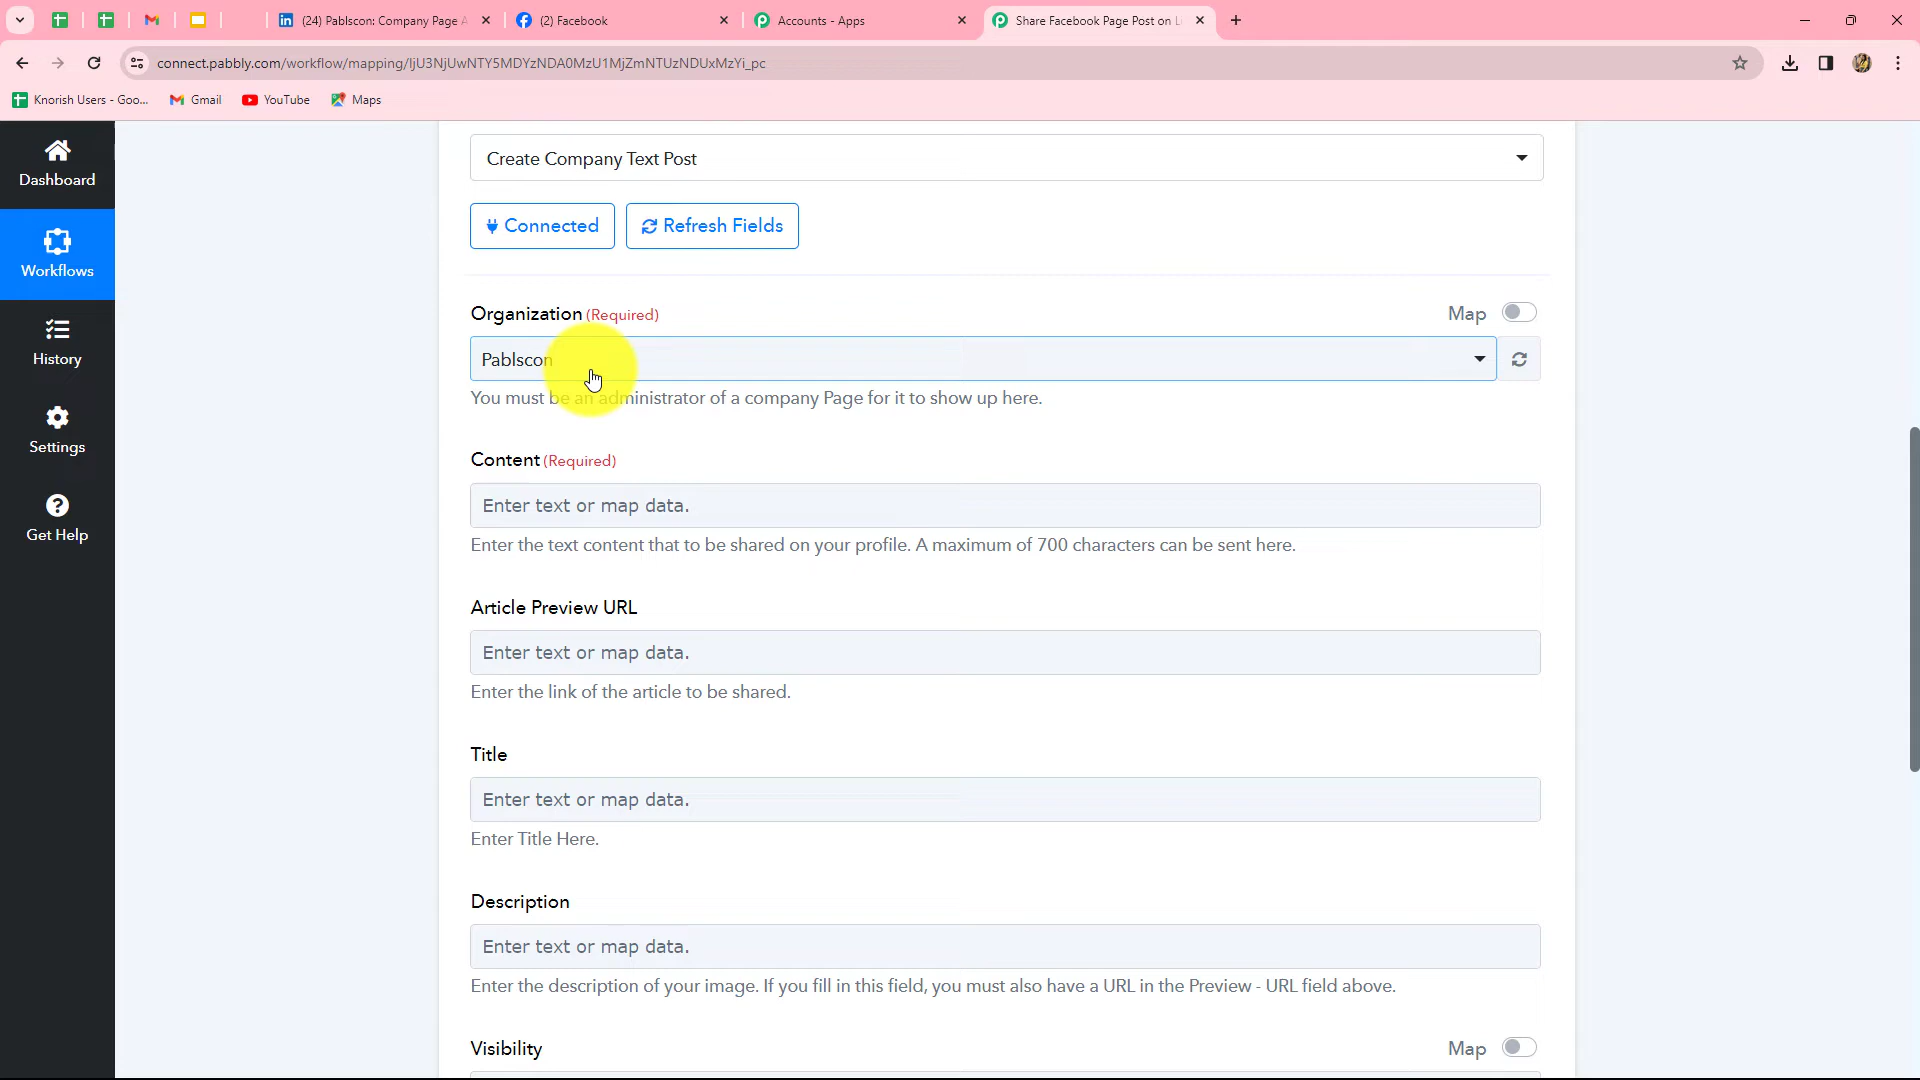 (24) Pablscon: Company Page A
(2) Facebook
Accounts - Apps
Share Facebook Page Post on Li
connect.pabbly.com/workflow/mapping/IjU3NjUwNTY5MDYzNDA0MzU1MjZmNTUzNDUxMzYi_pc
Knorish Users - Goo...
Gmail
YouTube
Maps
Dashboard
Workflows
History
Settings
Get Help
Create Company Text Post
Connected
Refresh Fields
Organization (Required)
Map
Pablscon
You must be an administrator of a company Page for it to show up here.
Content (Required)
Enter text or map data.
Enter the text content that to be shared on your profile. A maximum of 700 characters can be sent here.
Article Preview URL
Enter text or map data.
Enter the link of the article to be shared.
Title
Enter text or map data.
Enter Title Here.
Description
Enter text or map data.
Enter the description of your image. If you fill in this field, you must also have a URL in the Preview - URL field above.
Visibility
Map